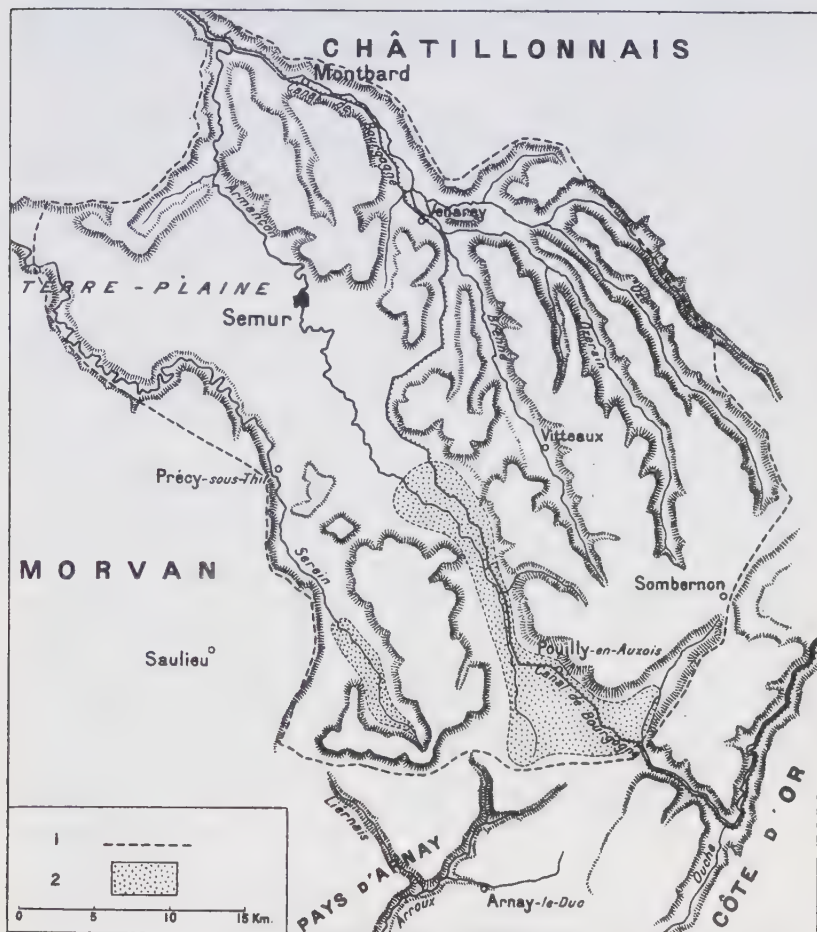 CHÂTILLONNAIS
Montbard
Canal de Bourgogne
Armançon
Venarey
TERRE-PLAINE
Semur
Brenne
Oze
Vitteaux
Précy-sous-Thil
Serein
MORVAN
Sombernon
Saulieu
Pouilly-en-Auxois
Canal de Bourgogne
CÔTE D'OR
Liernais
PAYS D'ARNAY
Ouche
Arroux
Arnay-le-Duc
1
2
0 5 10 15 Km.